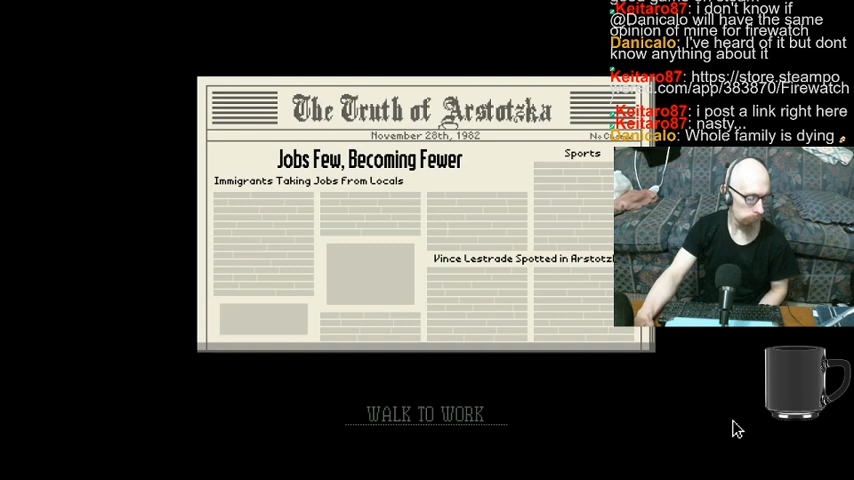 The Truth of Arstotzka
November 28th, 1982
Jobs Few, Becoming Fewer
Immigrants Taking Jobs From Locals
Sports
Vince Lestrade Spotted in Arstotzk
WALK TO WORK
Keitaro87: i don't know if
@Danicalo will have the same
opinion of mine for firewatch
Danicalo: I've heard of it but dont
know anything about it
Keitaro87: https://store.steampo
wered.com/app/383870/Firewatch
Keitaro87: i post a link right here
Keitaro87: nasty...
Danicalo: Whole family is dying